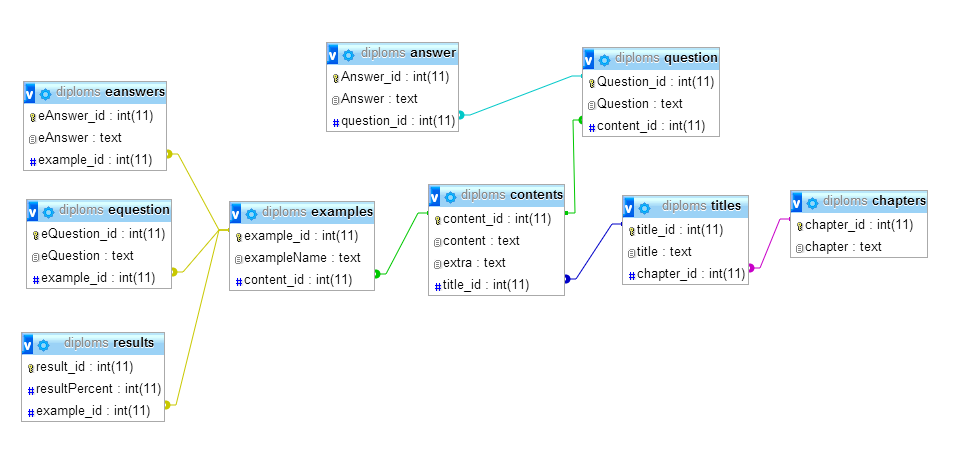 v diploms answer
Answer_id : int(11)
Answer : text
# question_id : int(11)
v diploms question
Question_id : int(11)
Question : text
# content_id : int(11)
v diploms eanswers
eAnswer_id : int(11)
eAnswer : text
# example_id : int(11)
v diploms equestion
eQuestion_id : int(11)
eQuestion : text
# example_id : int(11)
v diploms examples
example_id : int(11)
exampleName : text
# content_id : int(11)
v diploms contents
content_id : int(11)
content : text
extra : text
# title_id : int(11)
v diploms titles
title_id : int(11)
title : text
# chapter_id : int(11)
v diploms chapters
chapter_id : int(11)
chapter : text
v diploms results
result_id : int(11)
# resultPercent : int(11)
# example_id : int(11)